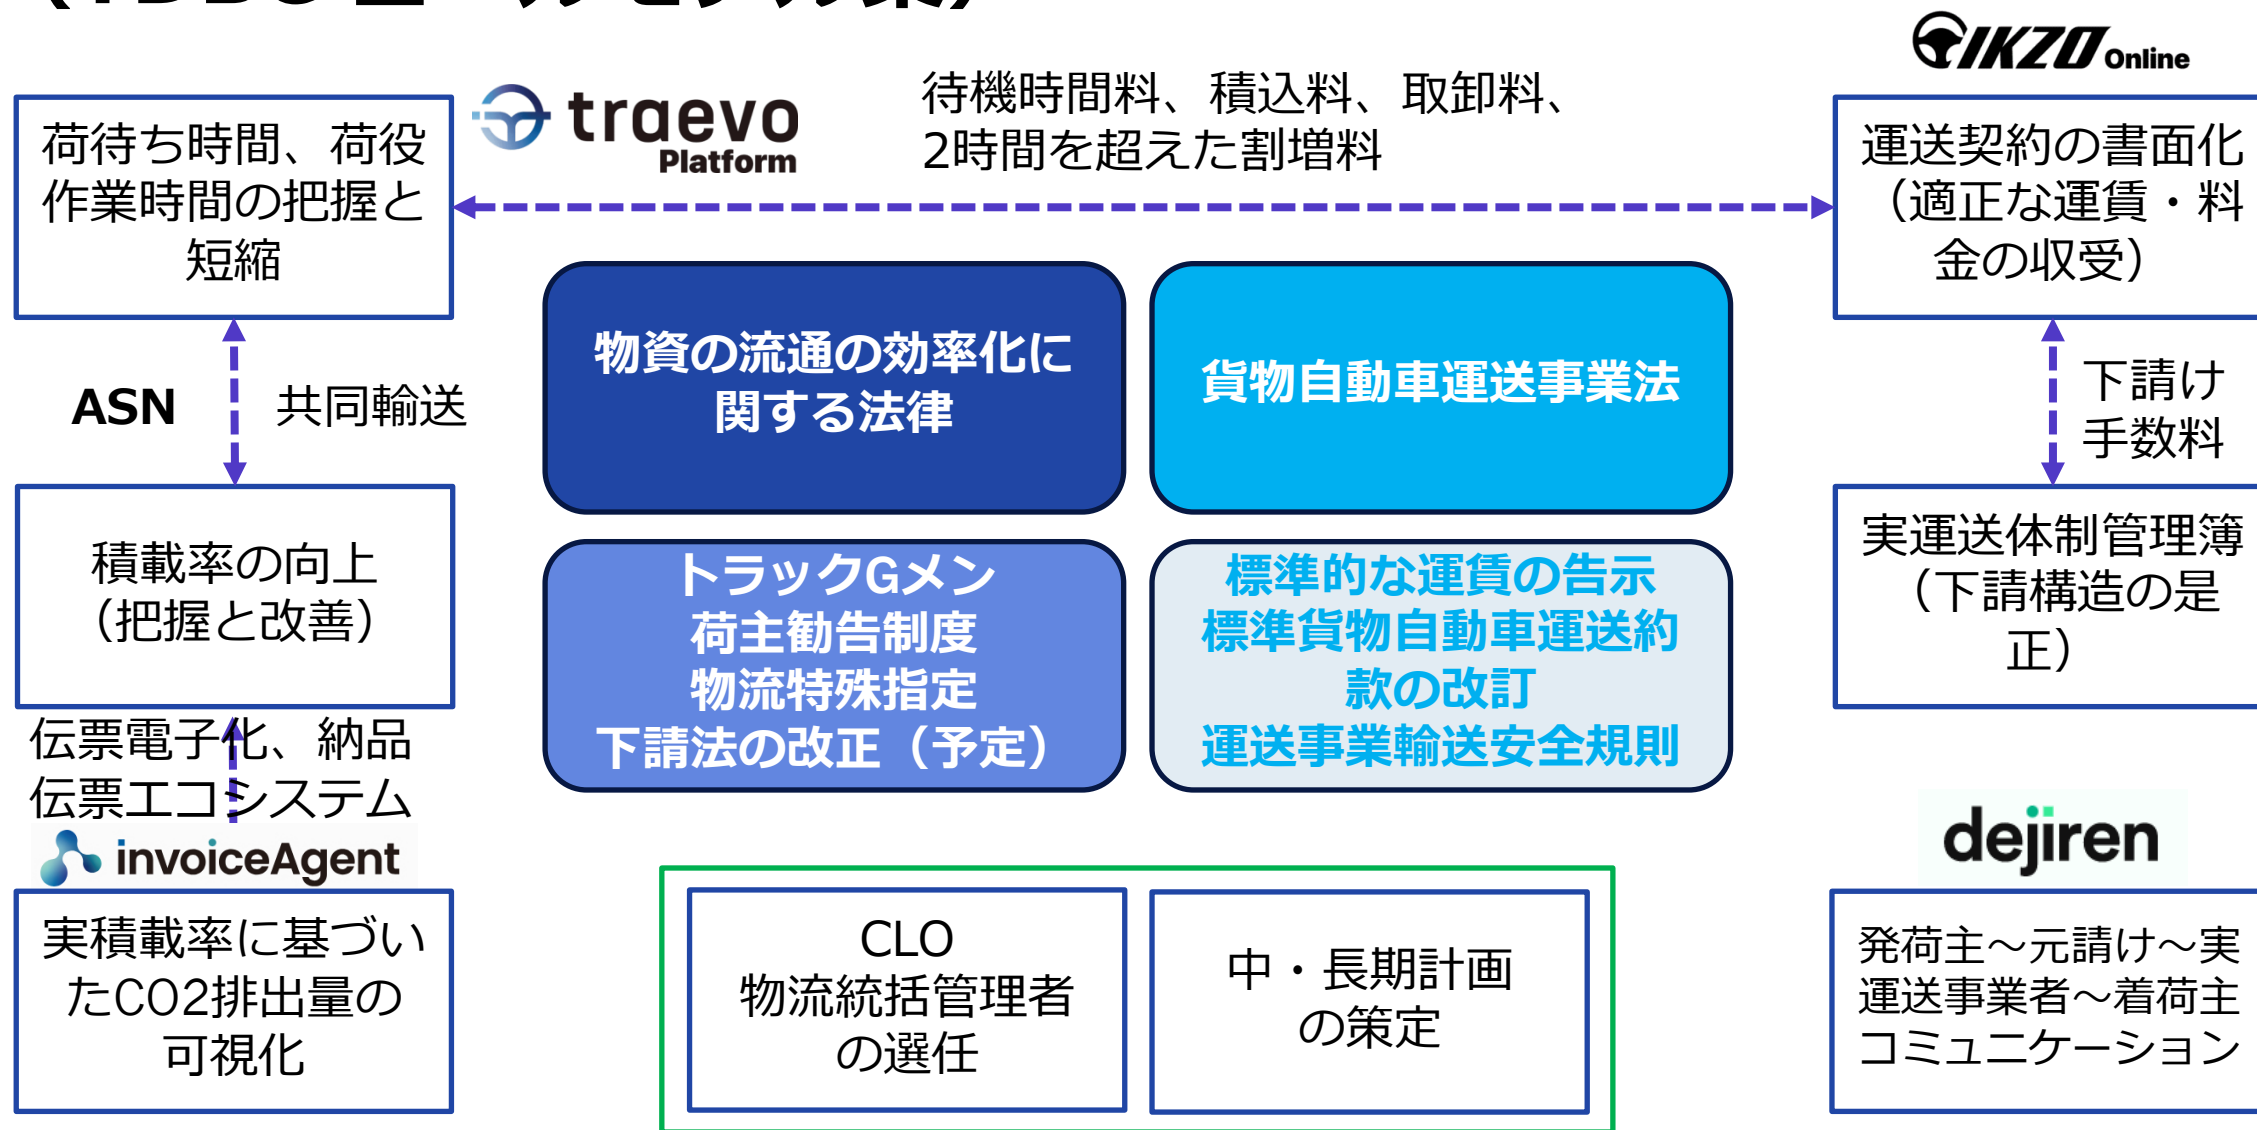 IKZO Online
traevo
Platform
待機時間料、積込料、取卸料、
2時間を超えた割増料
荷待ち時間、荷役
作業時間の把握と
短縮
運送契約の書面化
（適正な運賃・料
金の収受）
物資の流通の効率化に
関する法律
貨物自動車運送事業法
ASN
共同輸送
下請け
手数料
積載率の向上
（把握と改善）
トラックGメン
荷主勧告制度
物流特殊指定
下請法の改正（予定）
標準的な運賃の告示
標準貨物自動車運送約
款の改訂
運送事業輸送安全規則
実運送体制管理簿
（下請構造の是
正）
伝票電子化、納品
伝票エコシステム
invoiceAgent
dejiren
実積載率に基づい
たCO2排出量の
可視化
CLO
物流統括管理者
の選任
中・長期計画
の策定
発荷主～元請け～実
運送事業者～着荷主
コミュニケーション